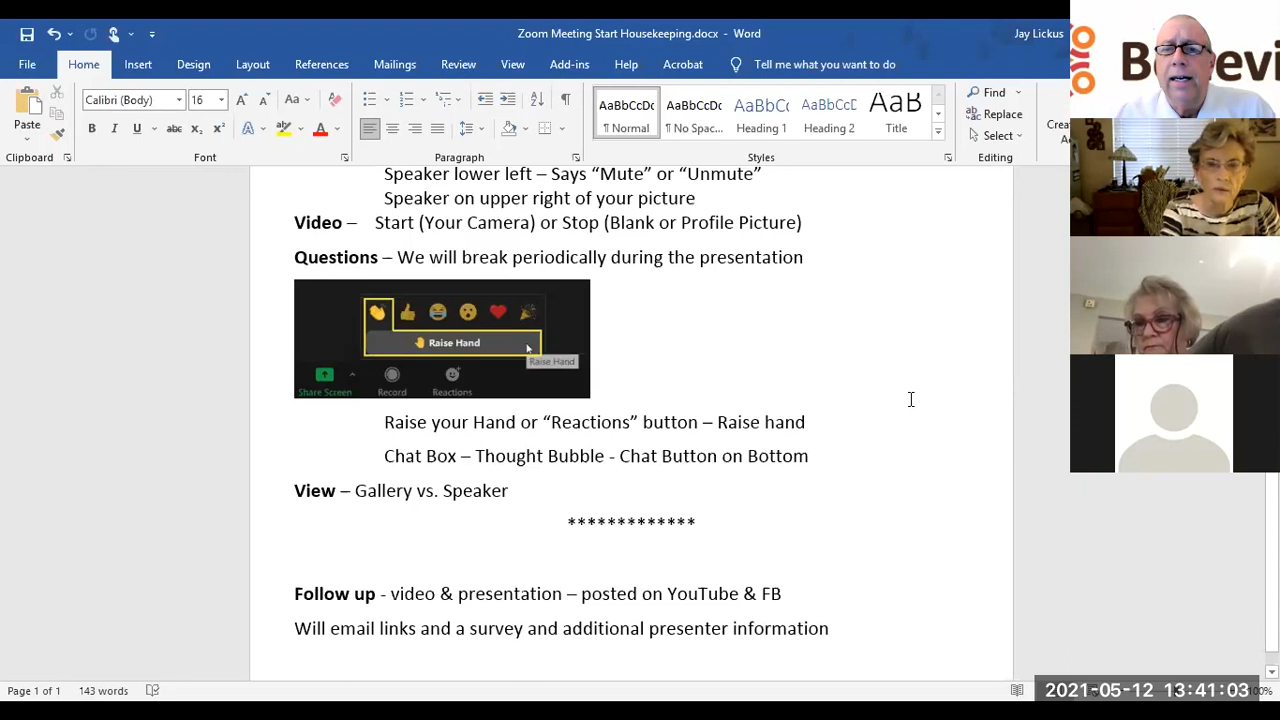 Zoom Meeting Start Housekeeping.docx - Word
Jay Lickus
File Home Insert Design Layout References Mailings Review View Add-ins Help Acrobat Tell me what you want to do
Calibri (Body) 16 Aa
AaBbCcDc AaBbCcDc AaBbCcD AaBbCcD AaB
Paste
B I U abc x₂ x² A A
¶ Normal ¶ No Spac... Heading 1 Heading 2 Title
Find
Replace
Select
Clipboard Font Paragraph Styles Editing
Speaker lower left – Says “Mute” or “Unmute”
Speaker on upper right of your picture
Video – Start (Your Camera) or Stop (Blank or Profile Picture)
Questions – We will break periodically during the presentation
Raise Hand
Raise Hand
Share Screen Record Reactions
Raise your Hand or “Reactions” button – Raise hand
Chat Box – Thought Bubble - Chat Button on Bottom
View – Gallery vs. Speaker
*************
Follow up - video & presentation – posted on YouTube & FB
Will email links and a survey and additional presenter information
Page 1 of 1 143 words
2021-05-12 13:41:03
100%